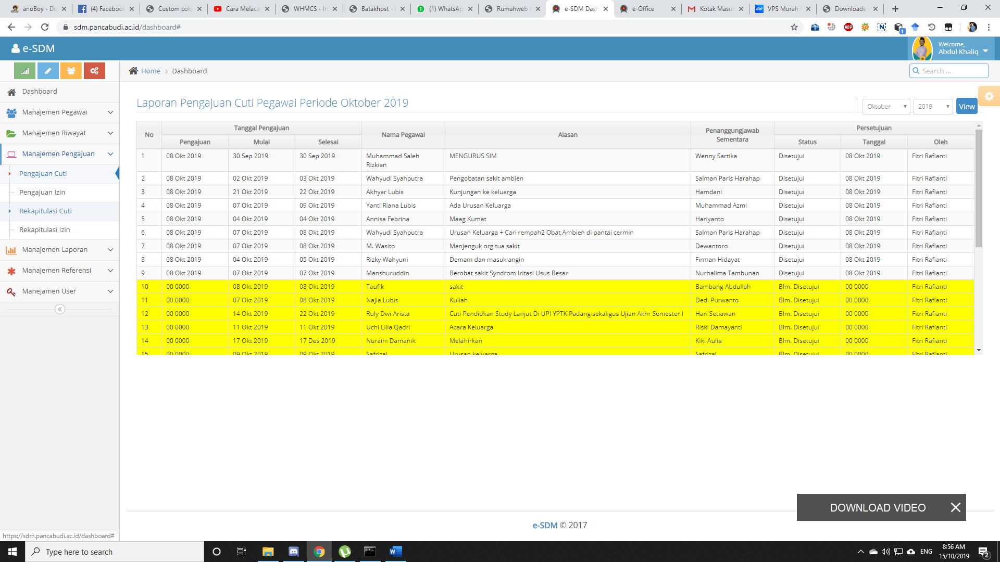 anoBoy - Do
(4) Facebook
Custom colo
Cara Melaca
WHMCS - In
Batakhost -
(1) WhatsAp
Rumahweb
e-SDM Dash
e-Office
Kotak Masuk
VPS Murah
Downloads
sdm.pancabudi.ac.id/dashboard#
e-SDM
Welcome,
Abdul Khaliq
Home > Dashboard
Search ...
Dashboard
Manajemen Pegawai
Manajemen Riwayat
Manajemen Pengajuan
Pengajuan Cuti
Pengajuan Izin
Rekapitulasi Cuti
Rekapitulasi Izin
Manajemen Laporan
Manajemen Referensi
Manejamen User
Laporan Pengajuan Cuti Pegawai Periode Oktober 2019
Oktober 2019 View
No Tanggal Pengajuan Nama Pegawai Alasan Penanggungjawab Sementara Persetujuan
Pengajuan Mulai Selesai Status Tanggal Oleh
1 08 Okt 2019 30 Sep 2019 30 Sep 2019 Muhammad Saleh Rizkian MENGURUS SIM Wenny Sartika Disetujui 08 Okt 2019 Fitri Rafianti
2 08 Okt 2019 02 Okt 2019 03 Okt 2019 Wahyudi Syahputra Pengobatan sakit ambien Salman Paris Harahap Disetujui 08 Okt 2019 Fitri Rafianti
3 08 Okt 2019 21 Okt 2019 22 Okt 2019 Akhyar Lubis Kunjungan ke keluarga Hamdani Disetujui 08 Okt 2019 Fitri Rafianti
4 08 Okt 2019 07 Okt 2019 09 Okt 2019 Yanti Riana Lubis Ada Urusan Keluarga Muhammad Azmi Disetujui 08 Okt 2019 Fitri Rafianti
5 08 Okt 2019 04 Okt 2019 04 Okt 2019 Annisa Febrina Maag Kumat Hariyanto Disetujui 08 Okt 2019 Fitri Rafianti
6 08 Okt 2019 07 Okt 2019 08 Okt 2019 Wahyudi Syahputra Urusan Keluarga + Cari rempah2 Obat Ambien di pantai cermin Salman Paris Harahap Disetujui 08 Okt 2019 Fitri Rafianti
7 08 Okt 2019 07 Okt 2019 08 Okt 2019 M. Wasito Menjenguk org tua sakit Dewantoro Disetujui 08 Okt 2019 Fitri Rafianti
8 08 Okt 2019 04 Okt 2019 05 Okt 2019 Rizky Wahyuni Demam dan masuk angin Firman Hidayat Disetujui 08 Okt 2019 Fitri Rafianti
9 08 Okt 2019 07 Okt 2019 07 Okt 2019 Manshuruddin Berobat sakit Syndrom Iritasi Usus Besar Nurhalima Tambunan Disetujui 08 Okt 2019 Fitri Rafianti
10 00 0000 08 Okt 2019 08 Okt 2019 Taufik sakit Bambang Abdullah Blm. Disetujui 00 0000 Fitri Rafianti
11 00 0000 07 Okt 2019 08 Okt 2019 Najla Lubis Kuliah Dedi Purwanto Blm. Disetujui 00 0000 Fitri Rafianti
12 00 0000 14 Okt 2019 22 Okt 2019 Ruly Dwi Arista Cuti Pendidkan Study Lanjut Di UPI YPTK Padang sekaligus Ujian Akhr Semester I Hari Setiawan Blm. Disetujui 00 0000 Fitri Rafianti
13 00 0000 11 Okt 2019 11 Okt 2019 Uchi Lilla Qadri Acara Keluarga Riski Damayanti Blm. Disetujui 00 0000 Fitri Rafianti
14 00 0000 17 Okt 2019 17 Des 2019 Nuraini Damanik Melahirkan Kiki Aulia Blm. Disetujui 00 0000 Fitri Rafianti
15 00 0000 09 Okt 2019 09 Okt 2019 Safrizal Urusan keluarga Safrizal Blm. Disetujui 00 0000 Fitri Rafianti
DOWNLOAD VIDEO
e-SDM © 2017
https://sdm.pancabudi.ac.id/dashboard#
Type here to search
ENG
8:56 AM
15/10/2019
2